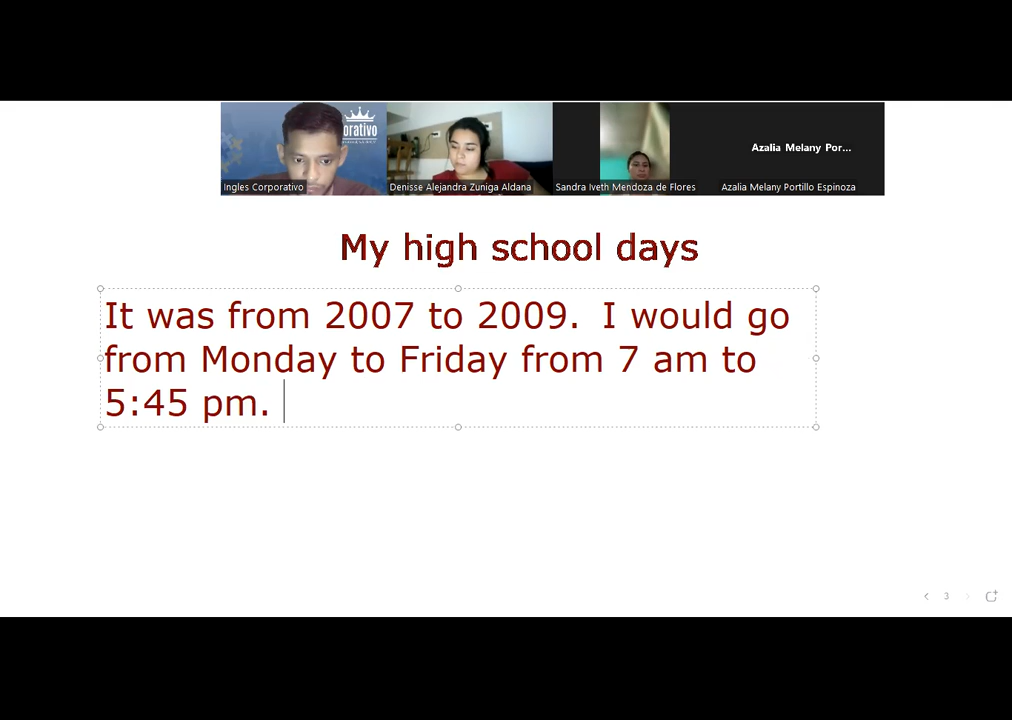 orativo
Azalia Melany Por...
Ingles Corporativo
Denisse Alejandra Zuniga Aldana
Sandra Iveth Mendoza de Flores
Azalia Melany Portillo Espinoza
My high school days
It was from 2007 to 2009. I would go
from Monday to Friday from 7 am to
5:45 pm.
3